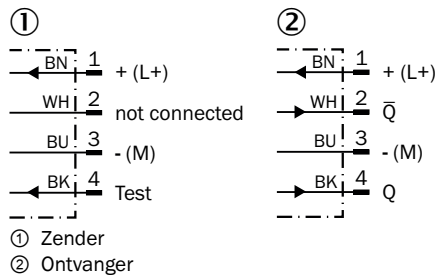 ① ②
BN 1 + (L+)
WH 2 not connected
BU 3 - (M)
BK 4 Test
BN 1 + (L+)
WH 2 Q̅
BU 3 - (M)
BK 4 Q
① Zender
② Ontvanger